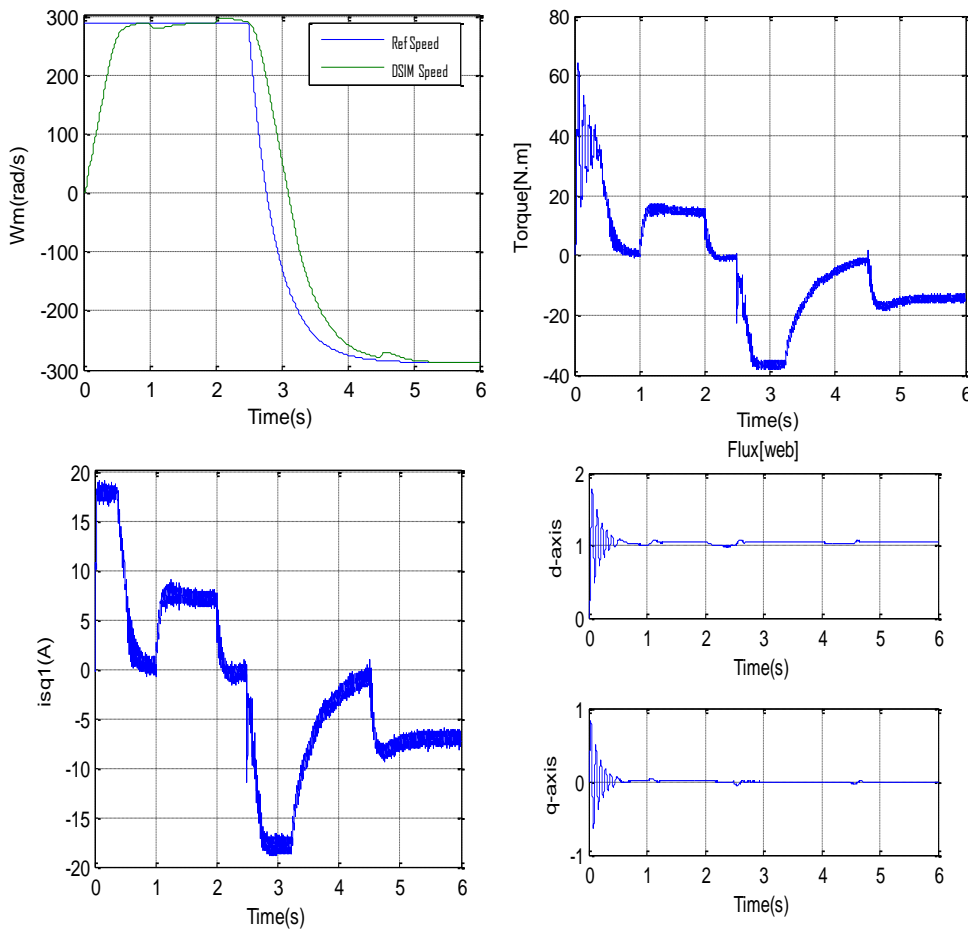 300
200
100
0
-100
-200
-300
Wm(rad/s)
Ref Speed
DSIM Speed
0 1 2 3 4 5 6
Time(s)
80
60
40
20
0
-20
-40
Torque[N.m]
0 1 2 3 4 5 6
Time(s)
20
15
10
5
0
-5
-10
-15
-20
isq1(A)
0 1 2 3 4 5 6
Time(s)
Flux[web]
2
1
0
d-axis
0 1 2 3 4 5 6
Time(s)
1
0
-1
q-axis
0 1 2 3 4 5 6
Time(s)